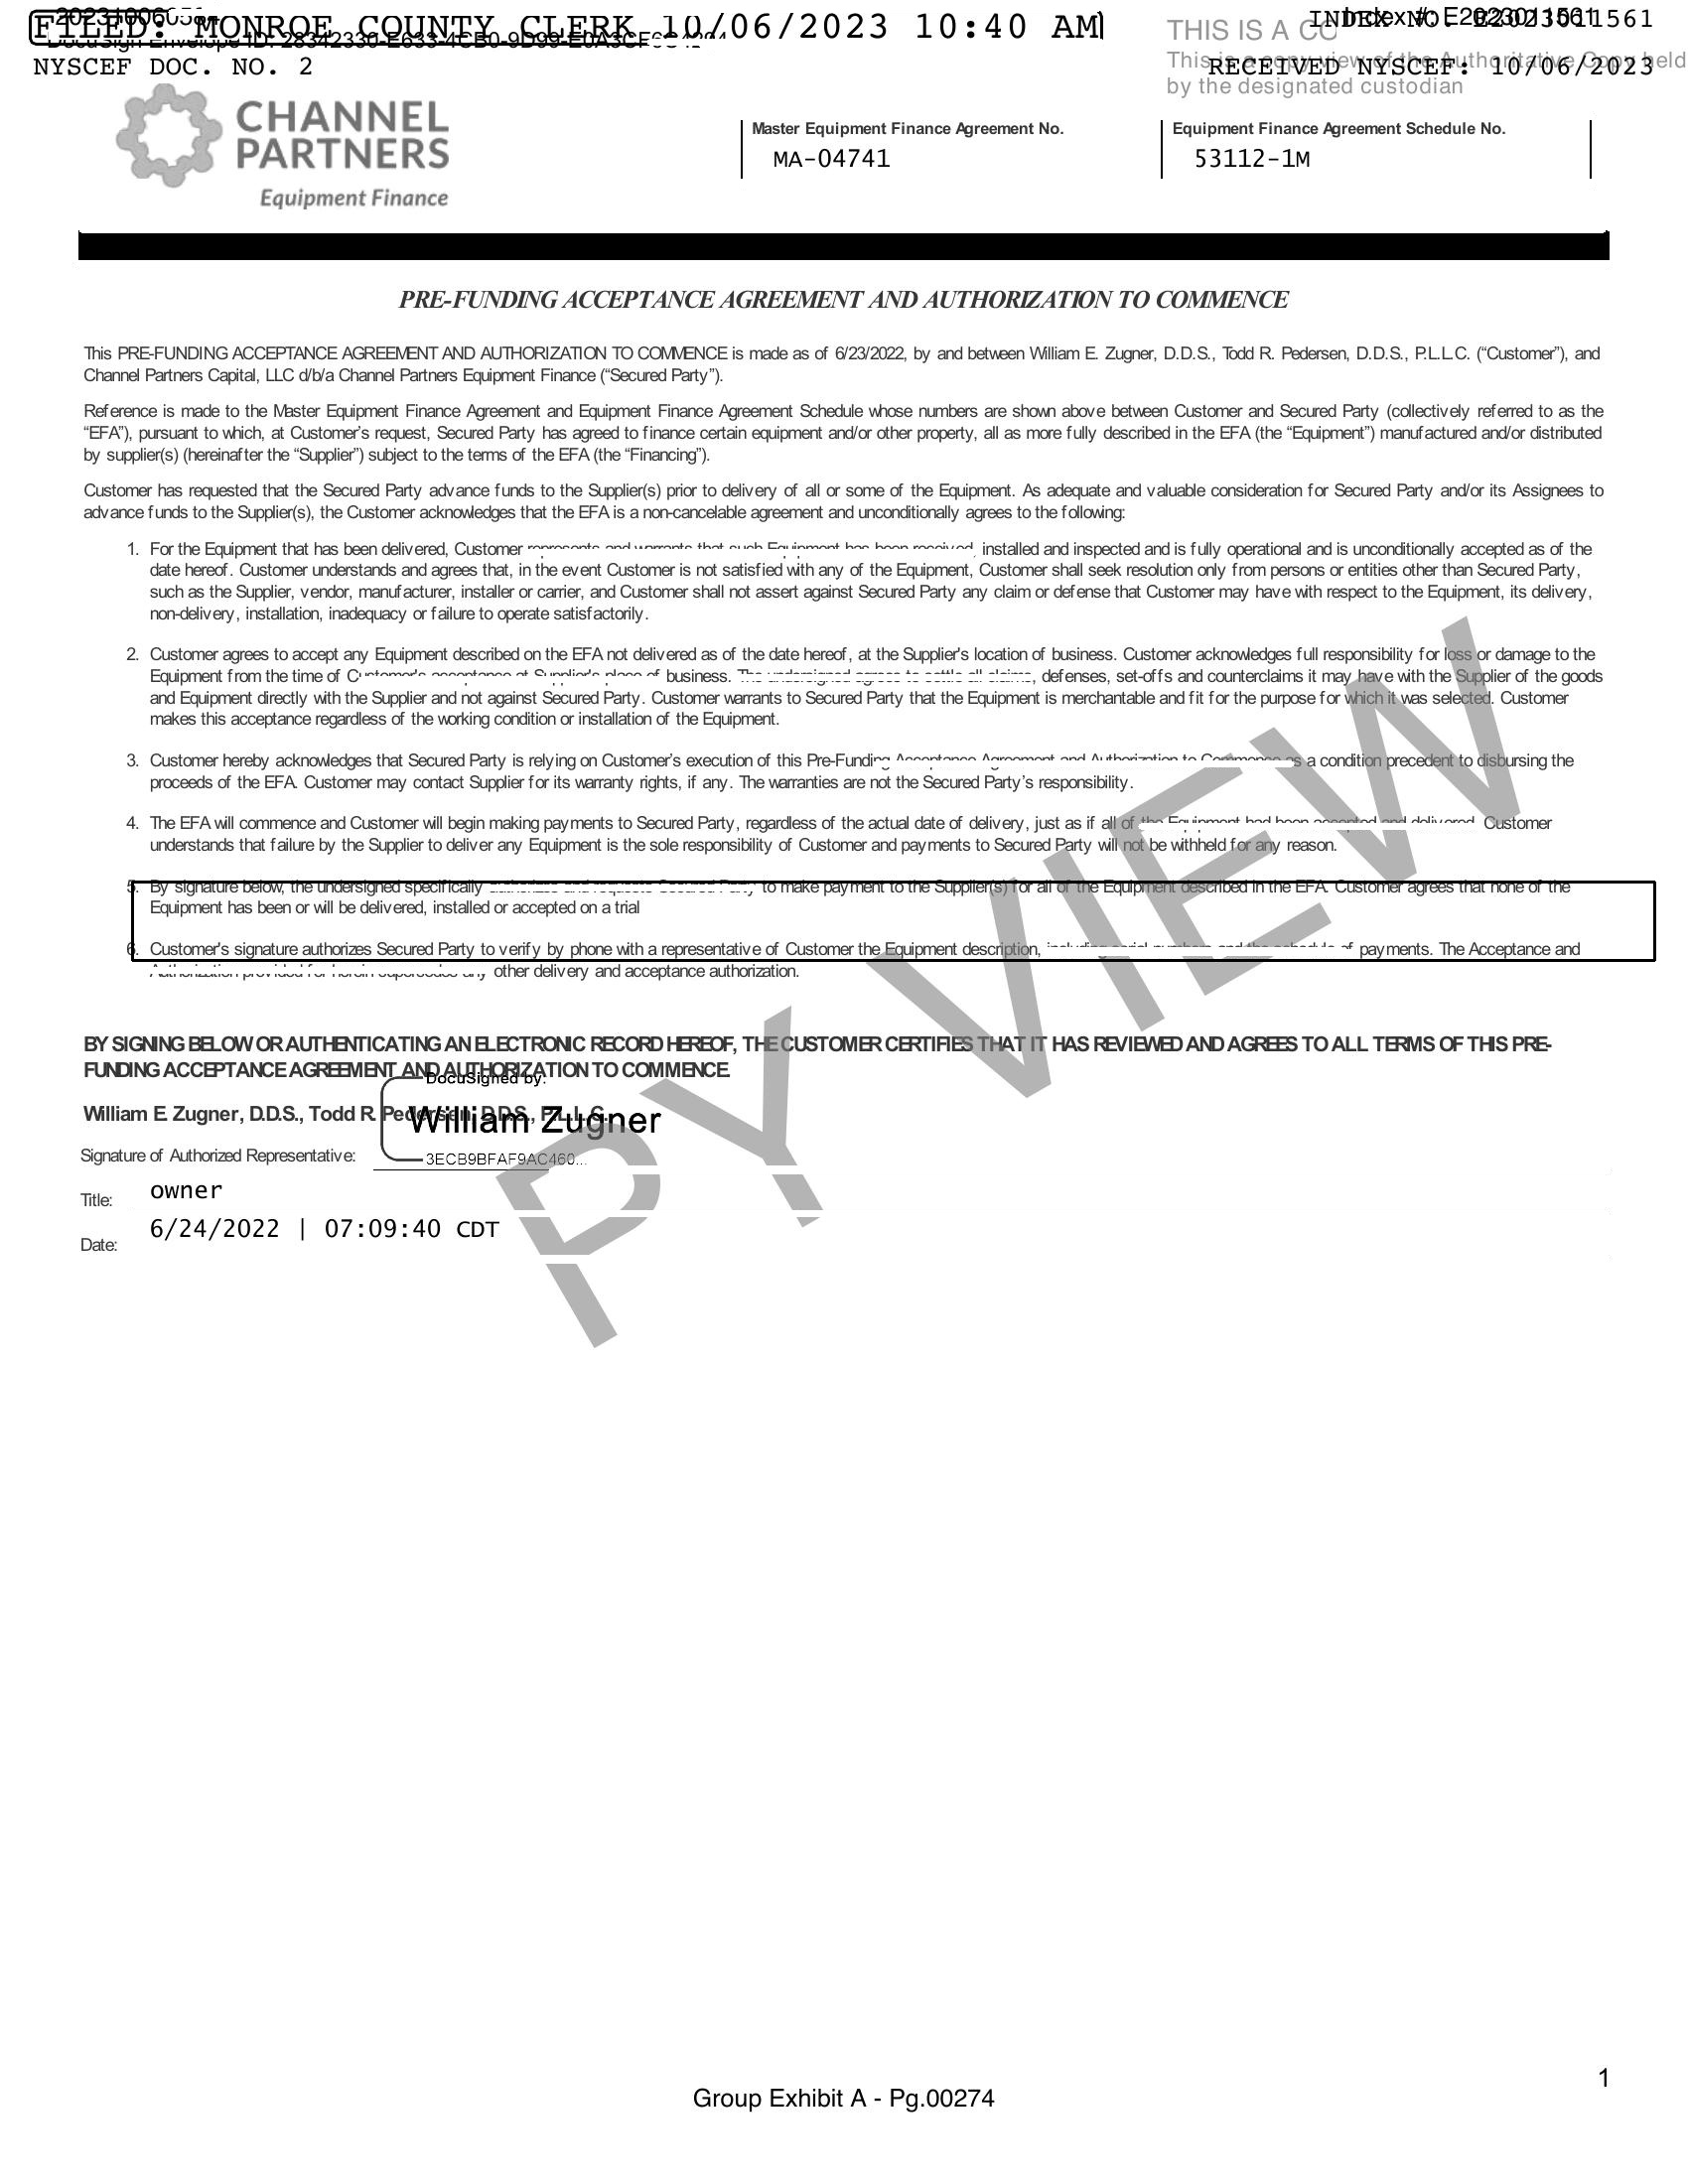 202310060584
FILED: MONROE COUNTY CLERK 10/06/2023 10:40 AM
INDEX NO. E2023011561
Index #: E2023011561
DocuSign Envelope ID: 28342330-E633-4CB0-9D99-E0A3CF
THIS IS A CO
NYSCEF DOC. NO. 2
RECEIVED NYSCEF: 10/06/2023
This is a copy view of the Authoritative Copy held
by the designated custodian
CHANNEL
PARTNERS
Equipment Finance
Master Equipment Finance Agreement No.
MA-04741
Equipment Finance Agreement Schedule No.
53112-1M
PRE-FUNDING ACCEPTANCE AGREEMENT AND AUTHORIZATION TO COMMENCE
This PRE-FUNDING ACCEPTANCE AGREEMENT AND AUTHORIZATION TO COMMENCE is made as of 6/23/2022, by and between William E. Zugner, D.D.S., Todd R. Pedersen, D.D.S., P.L.L.C. (“Customer”), and
Channel Partners Capital, LLC d/b/a Channel Partners Equipment Finance (“Secured Party”).
Reference is made to the Master Equipment Finance Agreement and Equipment Finance Agreement Schedule whose numbers are shown above between Customer and Secured Party (collectively referred to as the
“EFA”), pursuant to which, at Customer’s request, Secured Party has agreed to finance certain equipment and/or other property, all as more fully described in the EFA (the “Equipment”) manufactured and/or distributed
by supplier(s) (hereinafter the “Supplier”) subject to the terms of the EFA (the “Financing”).
Customer has requested that the Secured Party advance funds to the Supplier(s) prior to delivery of all or some of the Equipment. As adequate and valuable consideration for Secured Party and/or its Assignees to
advance funds to the Supplier(s), the Customer acknowledges that the EFA is a non-cancelable agreement and unconditionally agrees to the following:
1. For the Equipment that has been delivered, Customer represents and warrants that such Equipment has been received, installed and inspected and is fully operational and is unconditionally accepted as of the
date hereof. Customer understands and agrees that, in the event Customer is not satisfied with any of the Equipment, Customer shall seek resolution only from persons or entities other than Secured Party,
such as the Supplier, vendor, manufacturer, installer or carrier, and Customer shall not assert against Secured Party any claim or defense that Customer may have with respect to the Equipment, its delivery,
non-delivery, installation, inadequacy or failure to operate satisfactorily.
2. Customer agrees to accept any Equipment described on the EFA not delivered as of the date hereof, at the Supplier's location of business. Customer acknowledges full responsibility for loss or damage to the
Equipment from the time of Customer's acceptance at Supplier's place of business. The undersigned agrees to settle all claims, defenses, set-offs and counterclaims it may have with the Supplier of the goods
and Equipment directly with the Supplier and not against Secured Party. Customer warrants to Secured Party that the Equipment is merchantable and fit for the purpose for which it was selected. Customer
makes this acceptance regardless of the working condition or installation of the Equipment.
3. Customer hereby acknowledges that Secured Party is relying on Customer’s execution of this Pre-Funding Acceptance Agreement and Authorization to Commence as a condition precedent to disbursing the
proceeds of the EFA. Customer may contact Supplier for its warranty rights, if any. The warranties are not the Secured Party’s responsibility.
4. The EFA will commence and Customer will begin making payments to Secured Party, regardless of the actual date of delivery, just as if all of the Equipment had been accepted and delivered. Customer
understands that failure by the Supplier to deliver any Equipment is the sole responsibility of Customer and payments to Secured Party will not be withheld for any reason.
5. By signature below, the undersigned specifically authorizes and requests Secured Party to make payment to the Supplier(s) for all of the Equipment described in the EFA. Customer agrees that none of the
Equipment has been or will be delivered, installed or accepted on a trial
6. Customer's signature authorizes Secured Party to verify by phone with a representative of Customer the Equipment description, including serial numbers and the schedule of payments. The Acceptance and
Authorization provided for herein supersedes any other delivery and acceptance authorization.
BY SIGNING BELOW OR AUTHENTICATING AN ELECTRONIC RECORD HEREOF, THE CUSTOMER CERTIFIES THAT IT HAS REVIEWED AND AGREES TO ALL TERMS OF THIS PRE-
FUNDING ACCEPTANCE AGREEMENT AND AUTHORIZATION TO COMMENCE.
DocuSigned by:
William E. Zugner, D.D.S., Todd R. Pedersen, D.D.S., P.L.L.C.
William Zugner
Signature of Authorized Representative:
3ECB9BFAF9AC460...
Title: owner
Date: 6/24/2022 | 07:09:40 CDT
PY VIEW
1
Group Exhibit A - Pg.00274